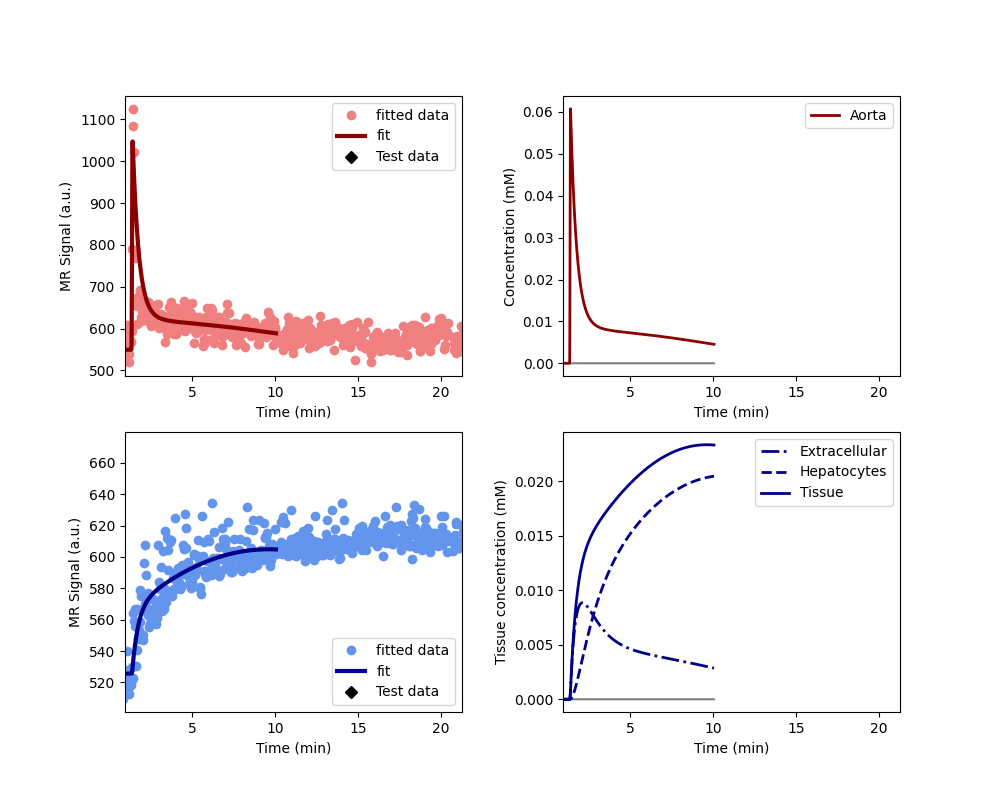 1100
1000
900
800
700
600
500
MR Signal (a.u.)
5
10
15
20
Time (min)
fitted data
fit
Test data
0.06
0.05
0.04
0.03
0.02
0.01
0.00
Concentration (mM)
5
10
15
20
Time (min)
Aorta
660
640
620
600
580
560
540
520
MR Signal (a.u.)
5
10
15
20
Time (min)
fitted data
fit
Test data
0.020
0.015
0.010
0.005
0.000
Tissue concentration (mM)
5
10
15
20
Time (min)
Extracellular
Hepatocytes
Tissue